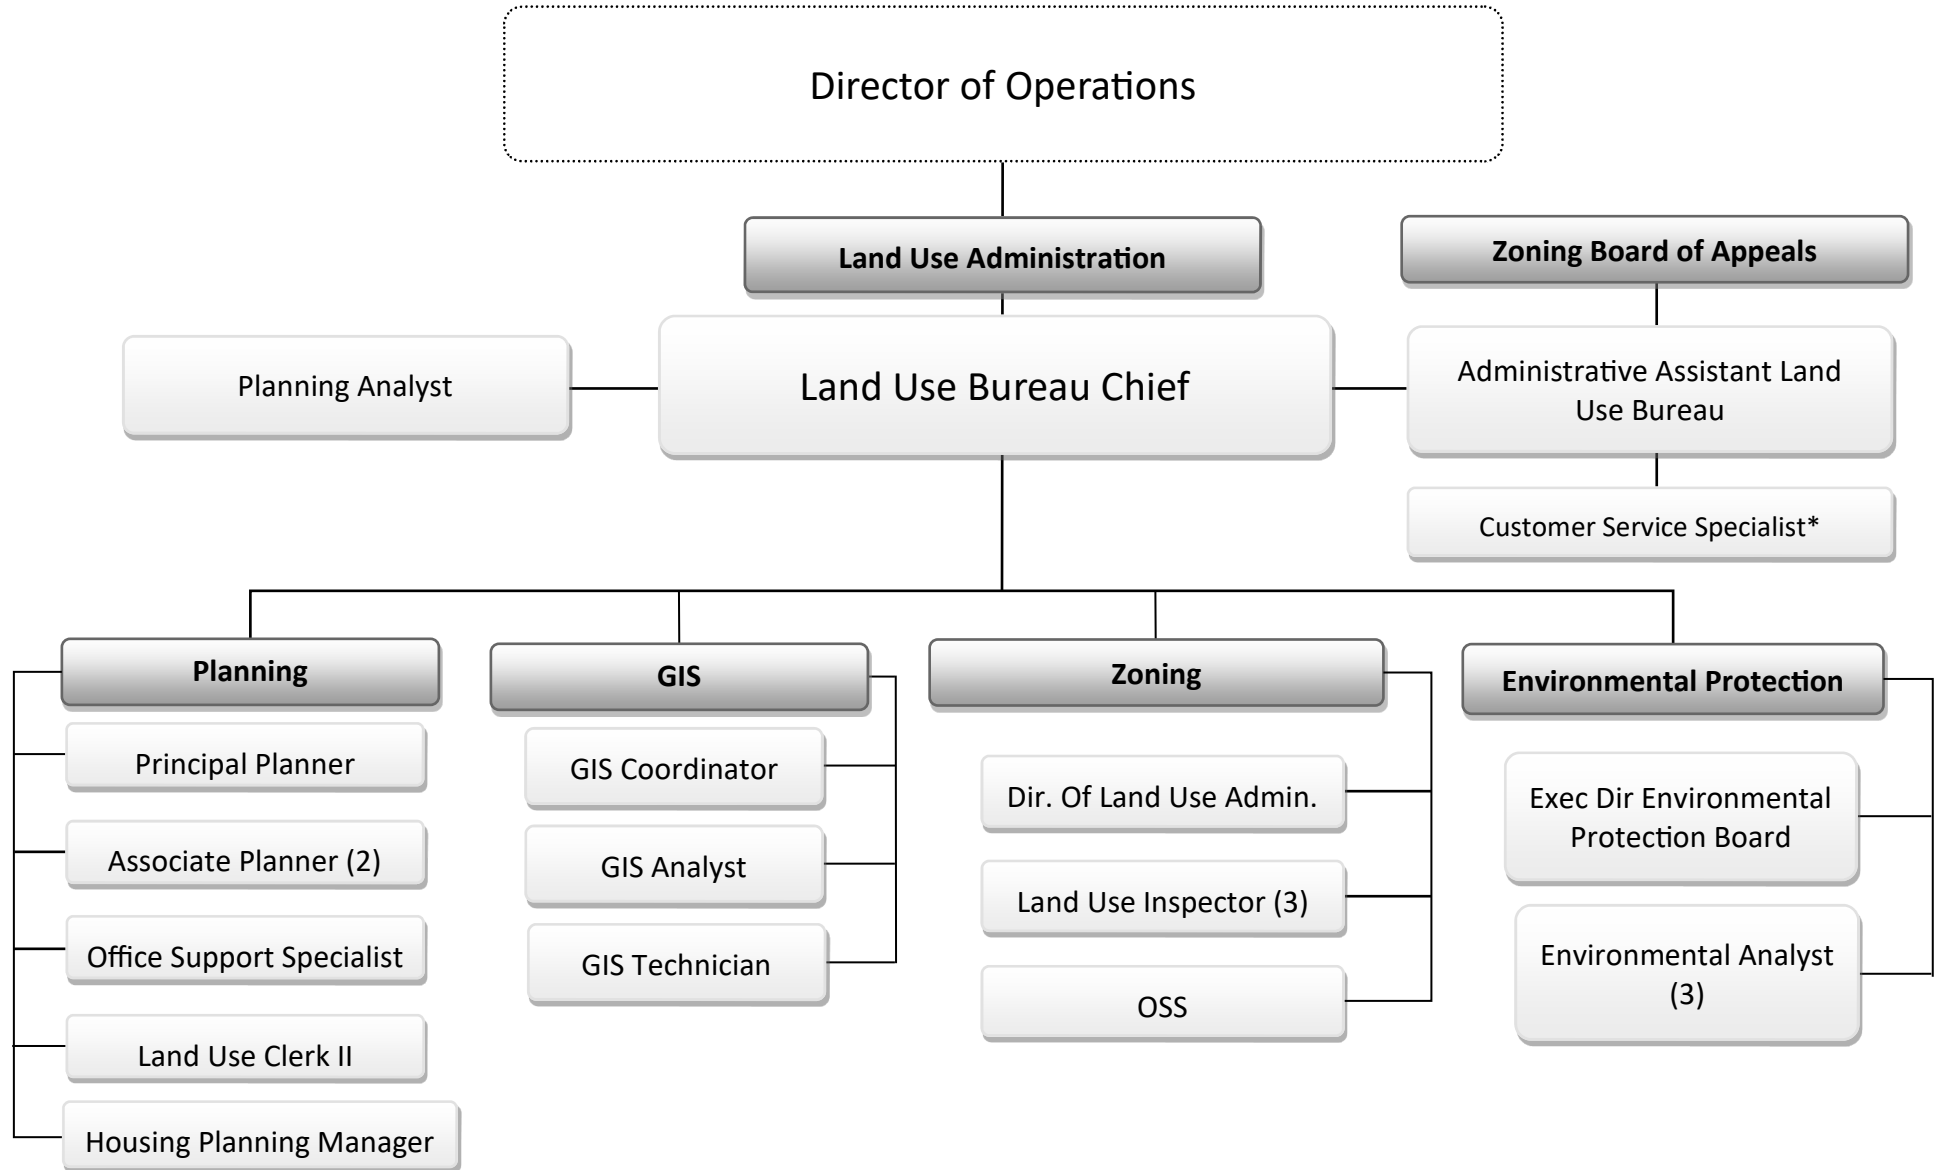 Director of Operations
Land Use Administration
Zoning Board of Appeals
Planning Analyst
Land Use Bureau Chief
Administrative Assistant Land
Use Bureau
Customer Service Specialist*
Planning
Principal Planner
Associate Planner (2)
Office Support Specialist
Land Use Clerk II
Housing Planning Manager
GIS
GIS Coordinator
GIS Analyst
GIS Technician
Zoning
Dir. Of Land Use Admin.
Land Use Inspector (3)
OSS
Environmental Protection
Exec Dir Environmental
Protection Board
Environmental Analyst
(3)